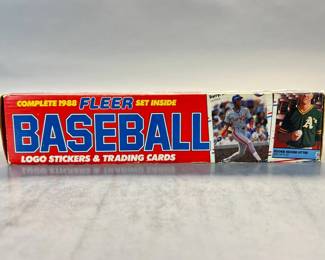 COMPLETE 1988 FLEER SET INSIDE
BASEBALL
LOGO STICKERS & TRADING CARDS